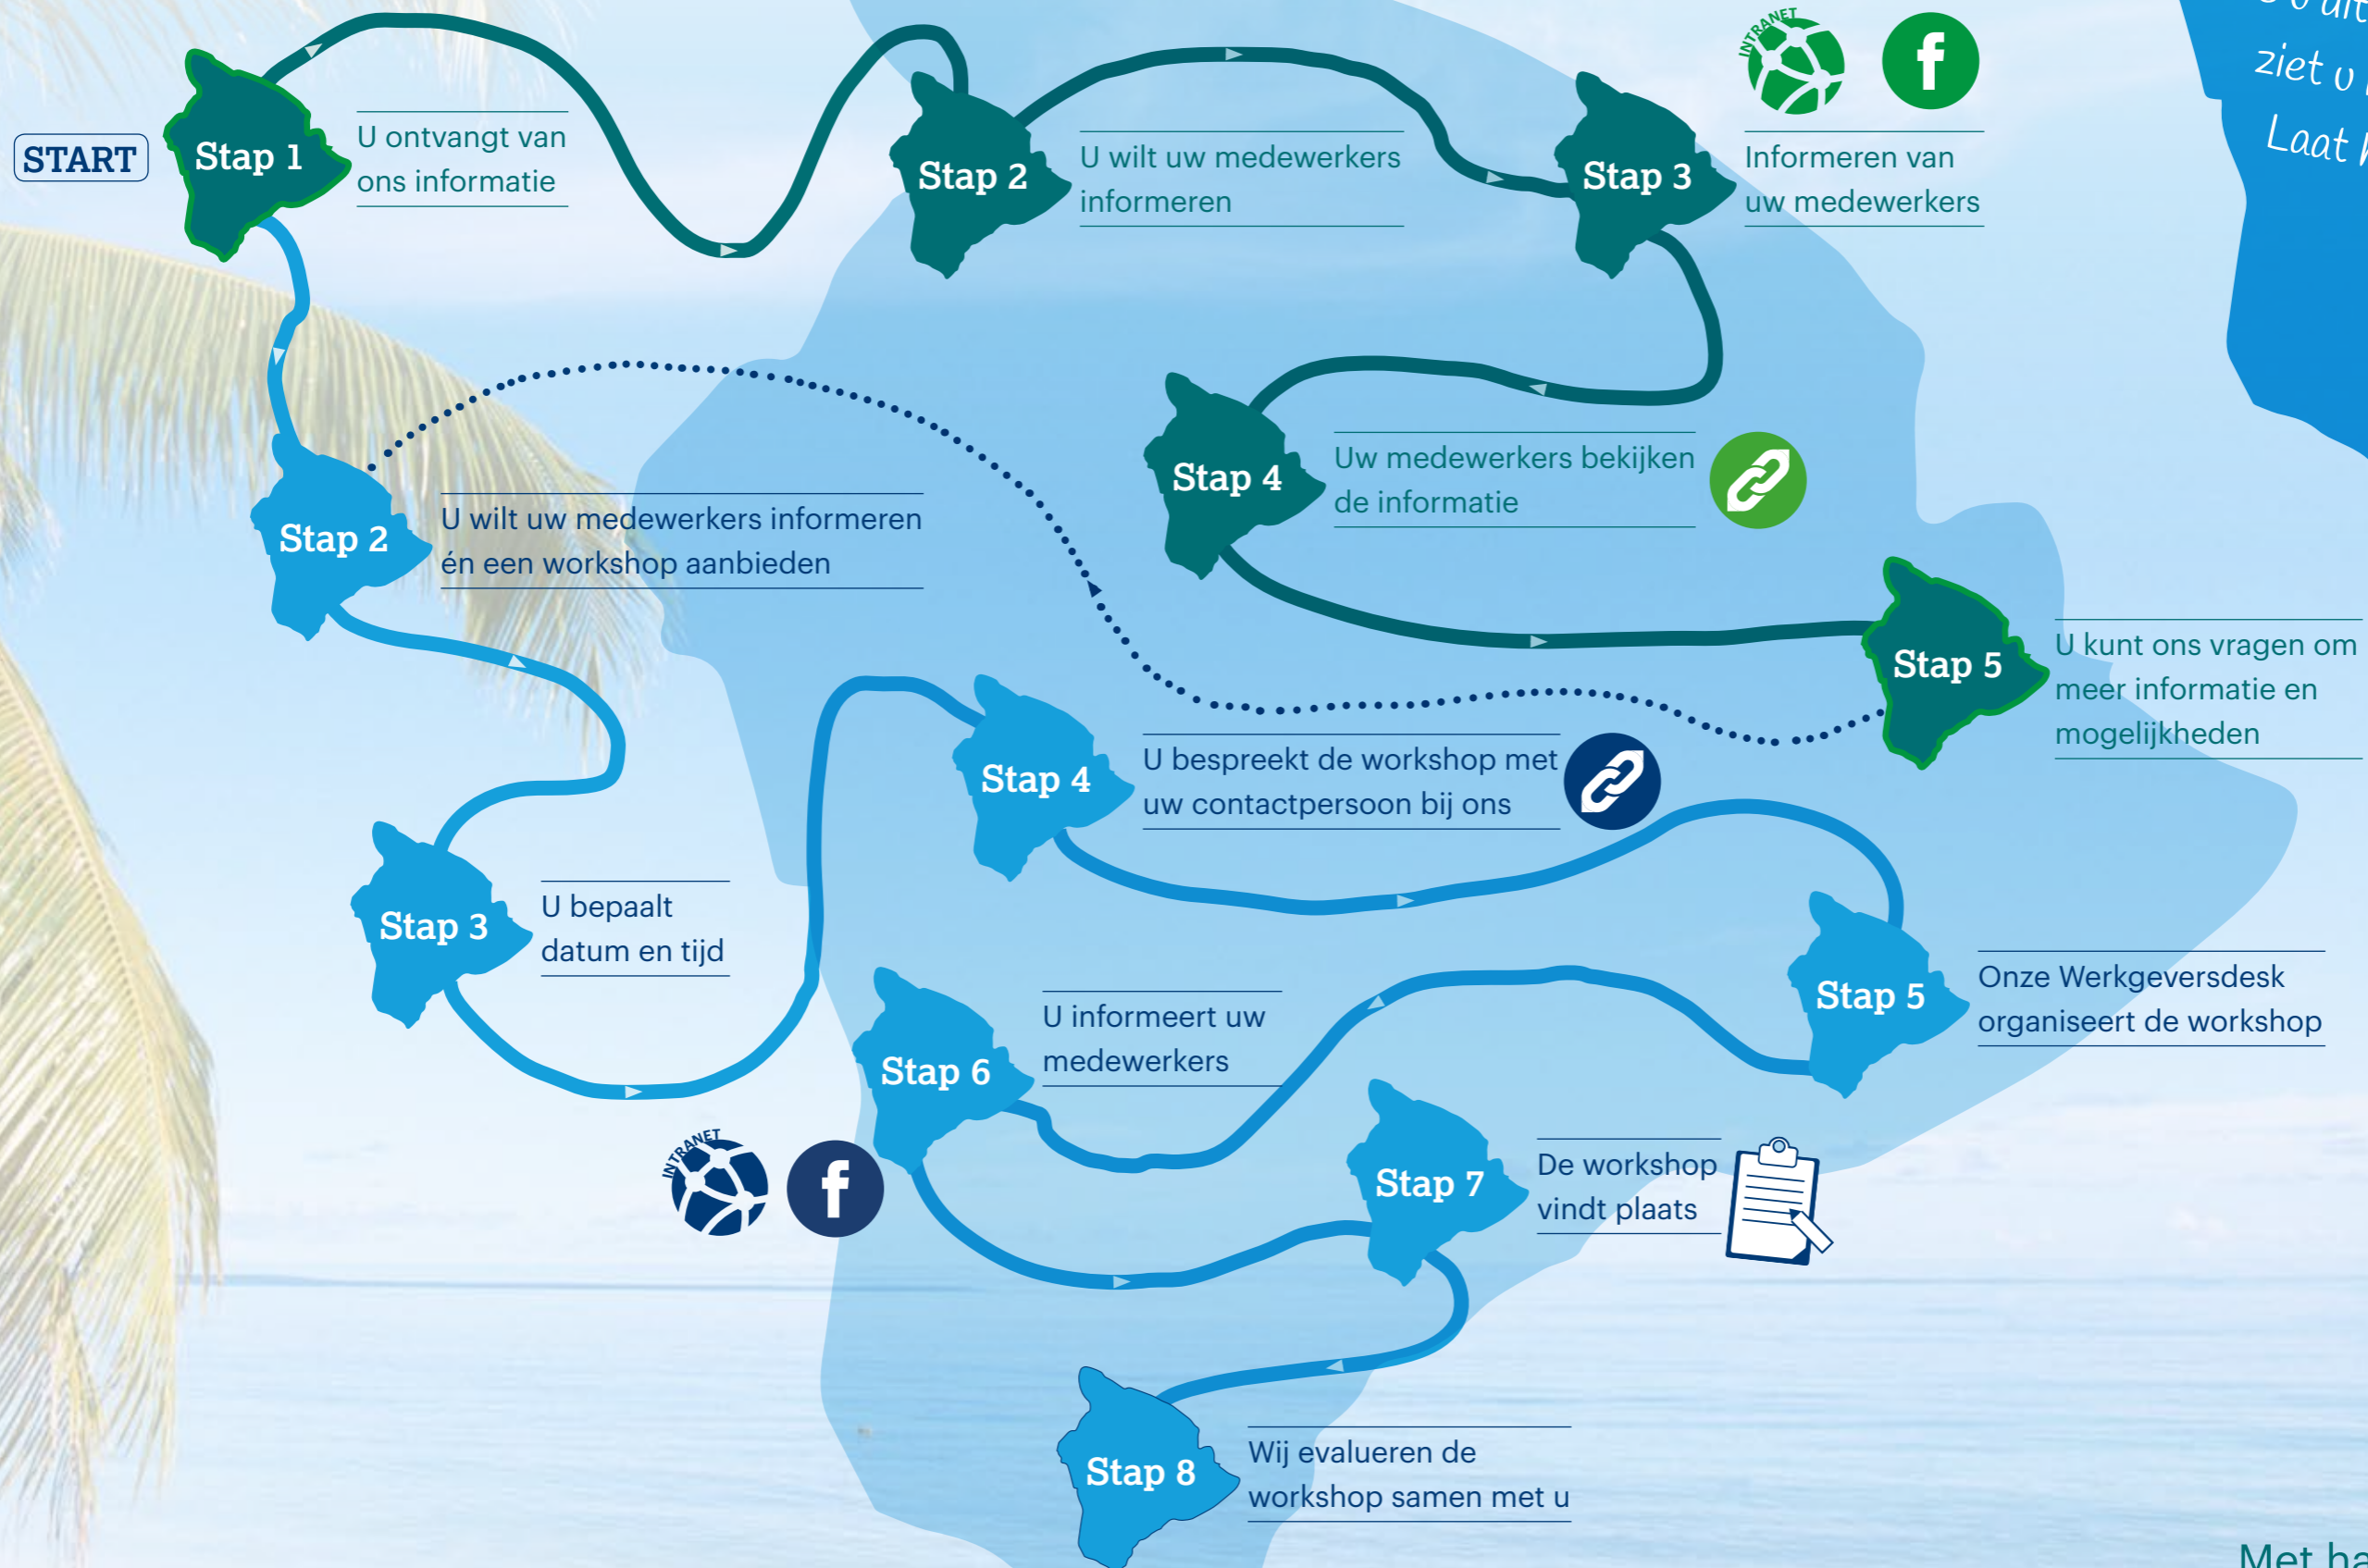 START
Stap 1
U ontvangt van
ons informatie
Stap 2
U wilt uw medewerkers
informeren
Stap 3
INTRANET
f
Informeren van
uw medewerkers
ziet u
Laat
Stap 4
Uw medewerkers bekijken
de informatie
Stap 5
U kunt ons vragen om
meer informatie en
mogelijkheden
Stap 2
U wilt uw medewerkers informeren
én een workshop aanbieden
Stap 3
U bepaalt
datum en tijd
Stap 4
U bespreekt de workshop met
uw contactpersoon bij ons
Stap 5
Onze Werkgeversdesk
organiseert de workshop
Stap 6
U informeert uw
medewerkers
INTRANET
f
Stap 7
De workshop
vindt plaats
Stap 8
Wij evalueren de
workshop samen met u
Met ha